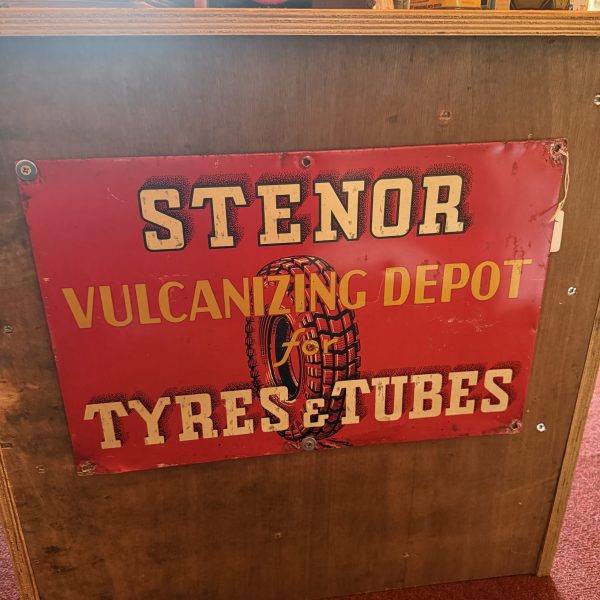 STENOR
VULCANIZING DEPOT
for
TYRES & TUBES